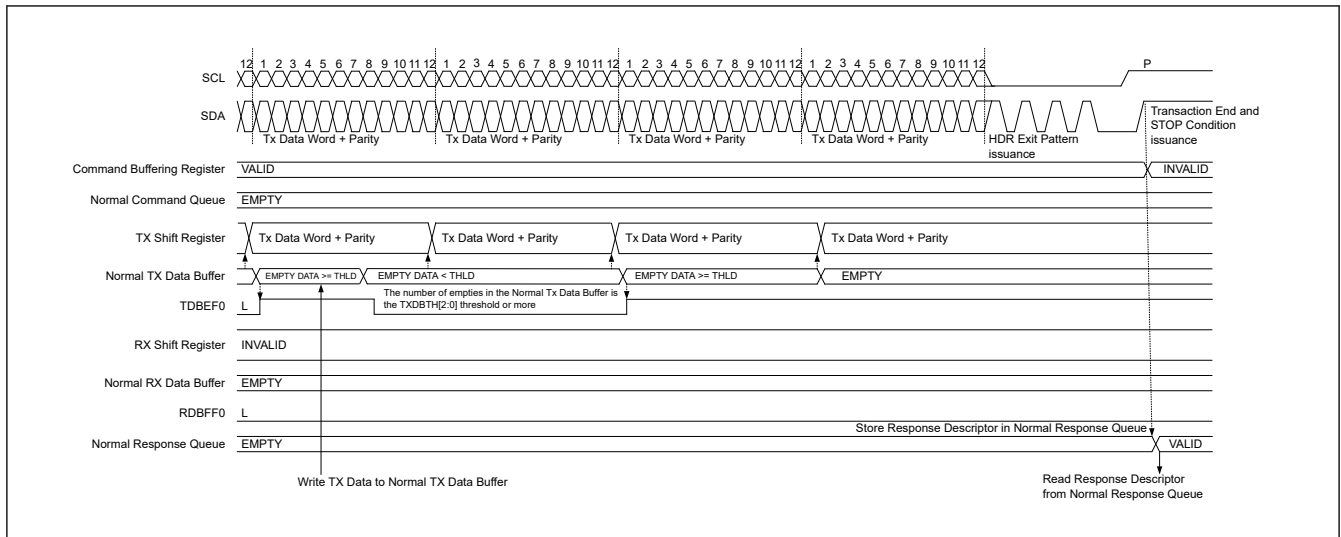 12 1 2 3 4 5 6 7 8 9 10 11 12 1 2 3 4 5 6 7 8 9 10 11 12 1 2 3 4 5 6 7 8 9 10 11 12 1 2 3 4 5 6 7 8 9 10 11 12 P
SCL
SDA
Tx Data Word + Parity Tx Data Word + Parity Tx Data Word + Parity Tx Data Word + Parity
HDR Exit Pattern
issuance
Transaction End and
STOP Condition
issuance
Command Buffering Register VALID INVALID
Normal Command Queue EMPTY
TX Shift Register Tx Data Word + Parity Tx Data Word + Parity Tx Data Word + Parity Tx Data Word + Parity
Normal TX Data Buffer EMPTY DATA >= THLD EMPTY DATA < THLD EMPTY DATA >= THLD EMPTY
TDBEF0 L
The number of empties in the Normal Tx Data Buffer is
the TXDBTH[2:0] threshold or more
RX Shift Register INVALID
Normal RX Data Buffer EMPTY
RDBFF0 L
Store Response Descriptor in Normal Response Queue
Normal Response Queue EMPTY VALID
Write TX Data to Normal TX Data Buffer
Read Response Descriptor
from Normal Response Queue